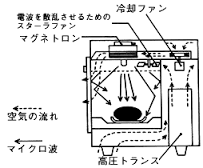 冷却ファン
電波を散乱させるための
スターラファン
マグネトロン
空気の流れ
マイクロ波
高圧トランス